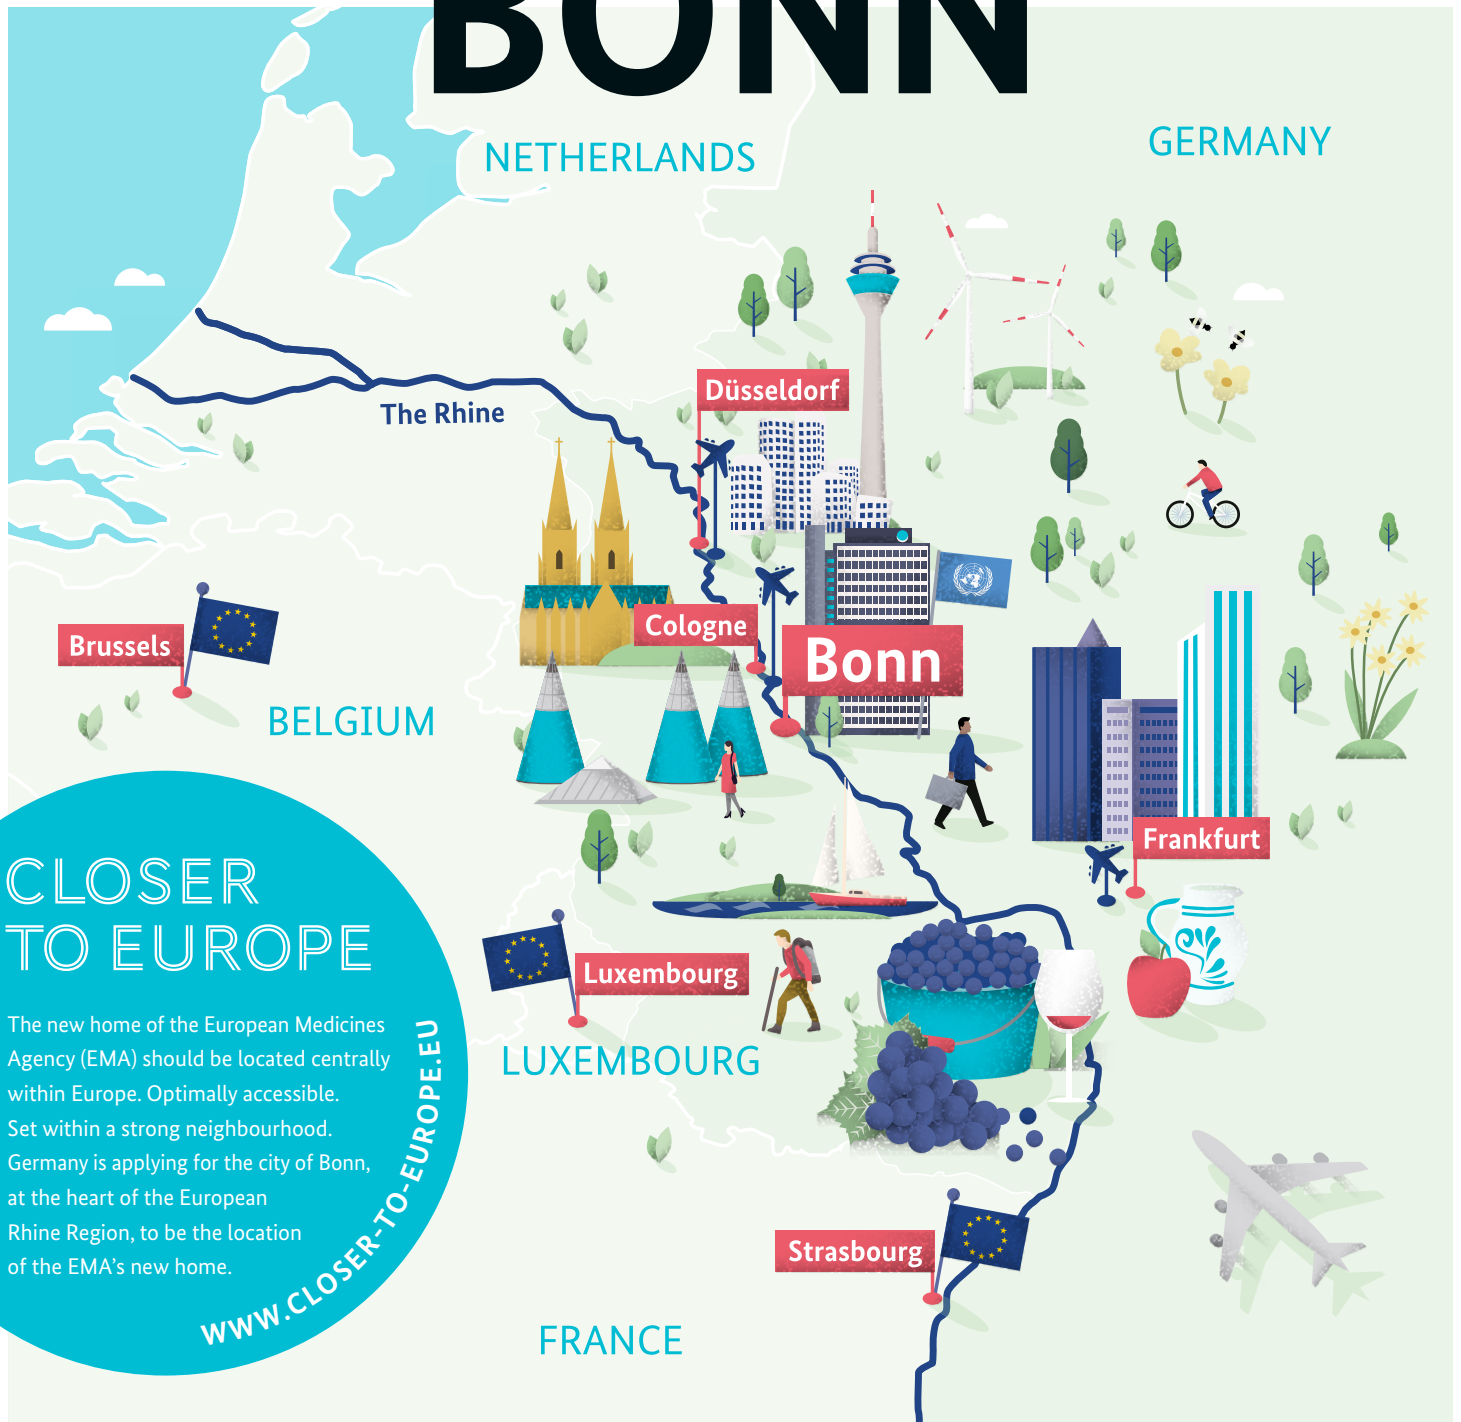 BONN
NETHERLANDS
GERMANY
Düsseldorf
The Rhine
Cologne
Brussels
Bonn
BELGIUM
Frankfurt
CLOSER
TO EUROPE
Luxembourg
The new home of the European Medicines
Agency (EMA) should be located centrally
within Europe. Optimally accessible.
Set within a strong neighbourhood.
Germany is applying for the city of Bonn,
at the heart of the European
Rhine Region, to be the location
of the EMA’s new home.
WWW.CLOSER-TO-EUROPE.EU
LUXEMBOURG
Strasbourg
FRANCE